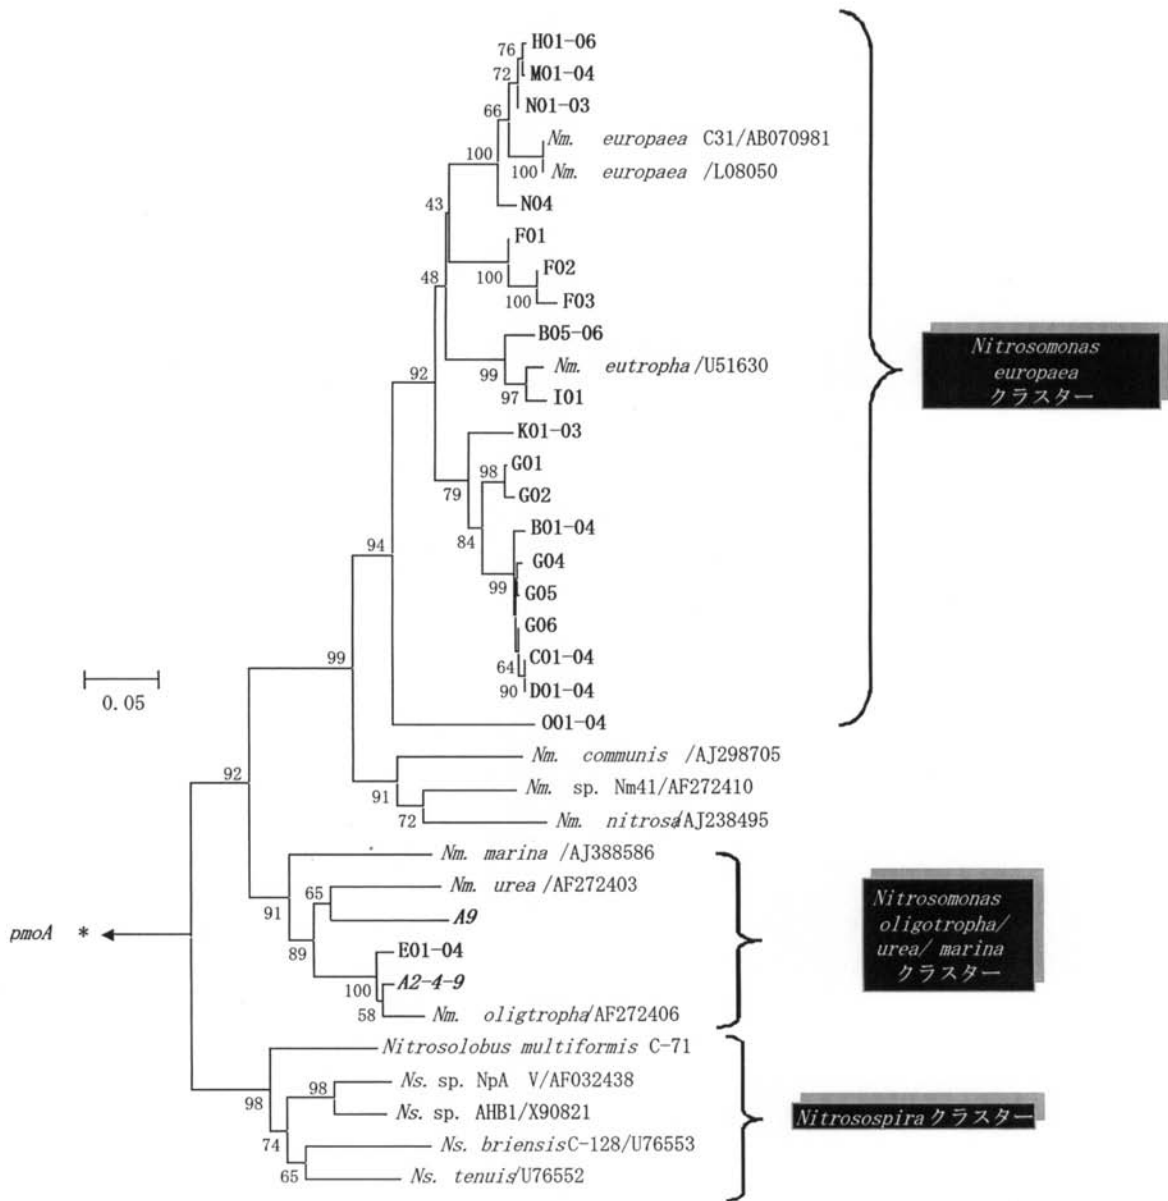 76
H01-06
72
M01-04
66
N01-03
Nm. europaea C31/AB070981
100
100
Nm. europaea /L08050
N04
43
F01
100
F02
48
100
F03
B05-06
99
Nm. eutropha/U51630
92
97
I01
K01-03
98
G01
79
G02
84
B01-04
94
G04
99
G05
G06
64
C01-04
99
90
D01-04
0.05
O01-04
Nm. communis /AJ298705
92
91
Nm. sp. Nm41/AF272410
72
Nm. nitrosa/AJ238495
Nm. marina /AJ388586
65
Nm. urea /AF272403
91
A9
pmoA *
89
E01-04
100
A2-4-9
58
Nm. oligtropha/AF272406
Nitrosolobus multiformis C-71
98
98
Ns. sp. NpA V/AF032438
Ns. sp. AHB1/X90821
74
Ns. briensis C-128/U76553
65
Ns. tenuis/U76552
Nitrosomonas
europaea
クラスター
Nitrosomonas
oligotropha/
urea/ marina
クラスター
Nitrosospira クラスター